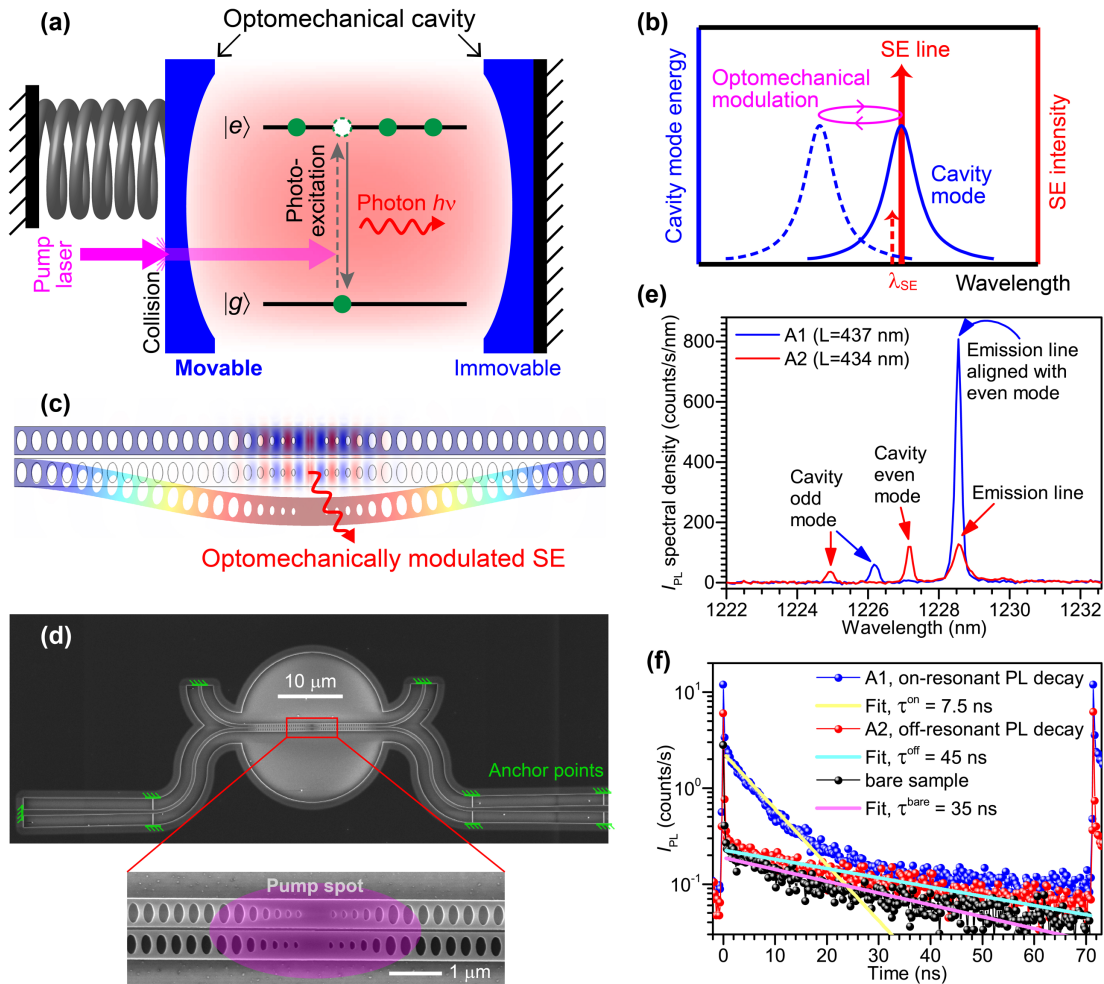 (a)
Optomechanical cavity
|e⟩
Photo-
excitation
Photon hν
Pump
laser
Collision
|g⟩
Movable
Immovable
(b)
Cavity mode energy
SE line
Optomechanical
modulation
Cavity
mode
SE intensity
λSE
Wavelength
(c)
Optomechanically modulated SE
(d)
10 μm
Anchor points
Pump spot
1 μm
(e)
IPL spectral density (counts/s/nm)
800
600
400
200
0
A1 (L=437 nm)
A2 (L=434 nm)
Emission line
aligned with
even mode
Cavity
even
mode
Cavity
odd
mode
Emission line
1222 1224 1226 1228 1230 1232
Wavelength (nm)
(f)
IPL (counts/s)
10¹
10⁰
10⁻¹
A1, on-resonant PL decay
Fit, τon = 7.5 ns
A2, off-resonant PL decay
Fit, τoff = 45 ns
bare sample
Fit, τbare = 35 ns
0 10 20 30 40 50 60 70
Time (ns)